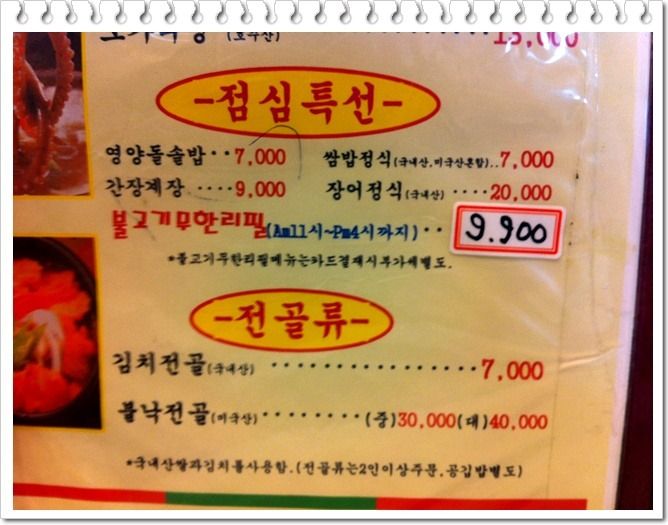 (호주산) 15,000
-점심특선-
영양돌솥밥··7,000 쌈밥정식(국내산,미국산혼합)..7,000
간장게장·····9,000 장어정식(국내산)····20,000
불고기무한리필(Am11시~Pm4시까지)·· 9.900
*불고기무한리필메뉴는카드결제시부가세별도.
-전골류-
김치전골(국내산)················7,000
불낙전골(미국산)········(중)30,000(대)40,000
*국내산쌀과김치를사용함.(전골류는2인이상주문,공깁밥별도)